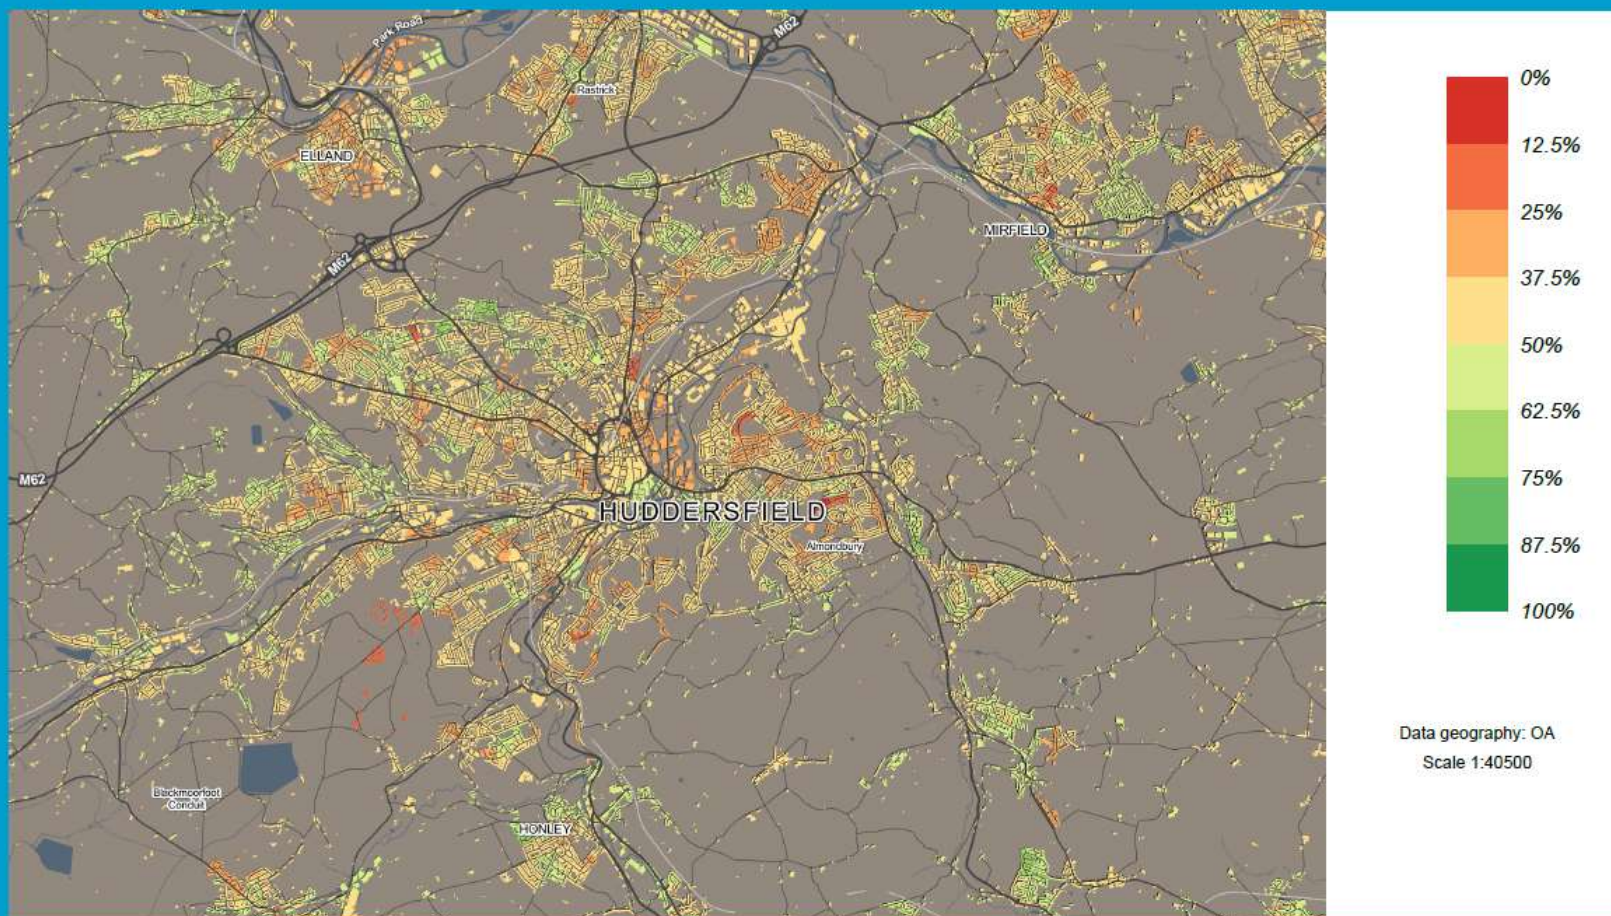 Park Road
M62
Rastrick
ELLAND
MIRFIELD
M62
M62
HUDDERSFIELD
Almondbury
Blackmoorfoot
Conduit
HONLEY
0%
12.5%
25%
37.5%
50%
62.5%
75%
87.5%
100%
Data geography: OA
Scale 1:40500